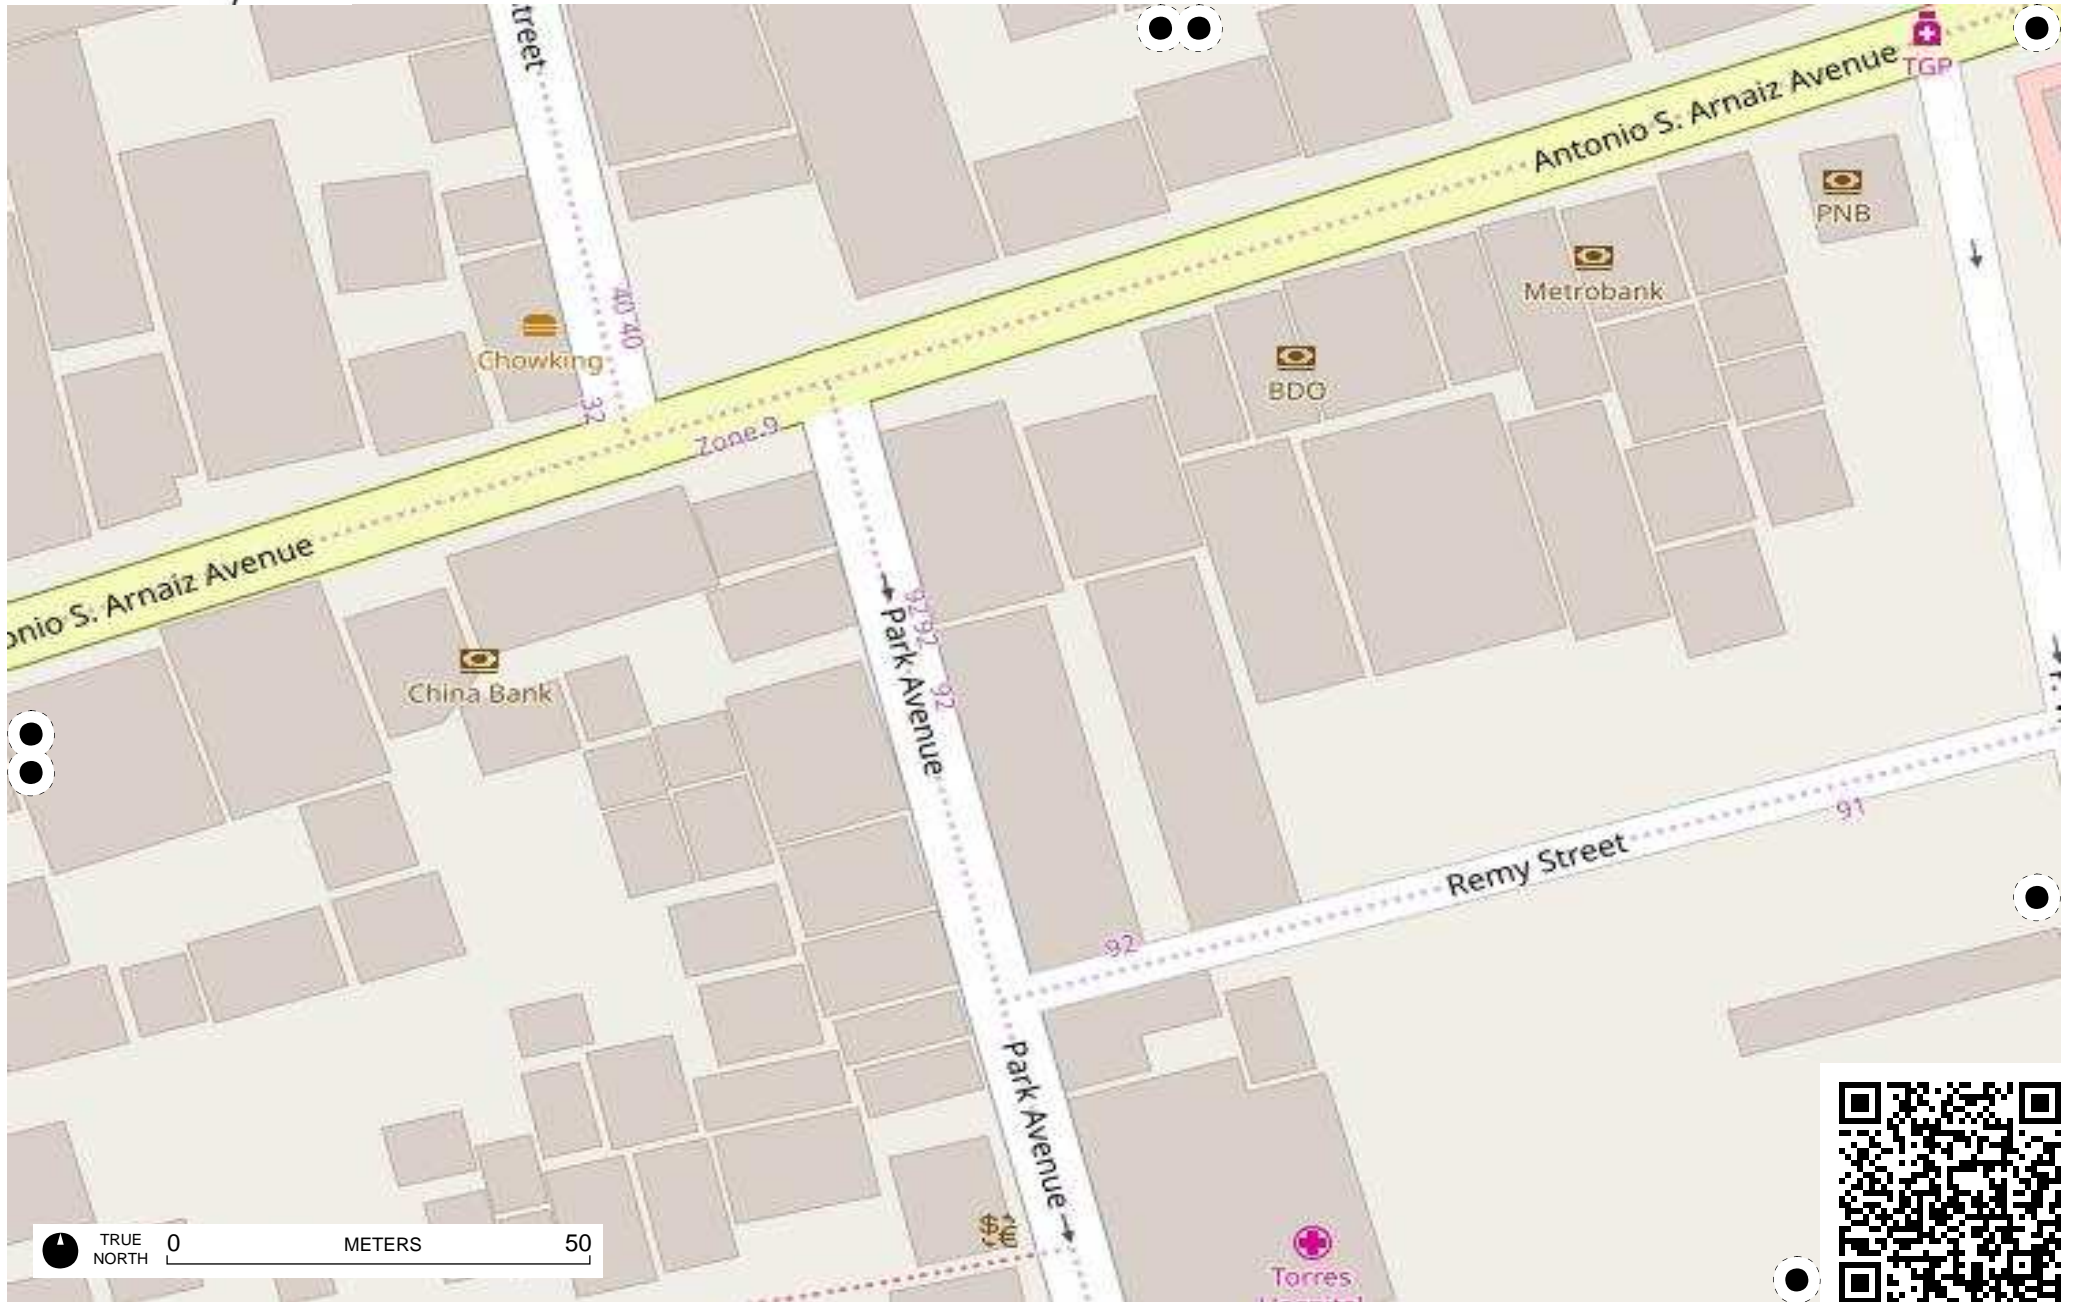 treet
Antonio S. Arnaiz Avenue
TGP
PNB
Metrobank
40 40
Chowking
BDO
32
Zone 9
onio S. Arnaiz Avenue
92 92
Park Avenue
China Bank
92
91
Remy Street
92
Park Avenue
TRUE
NORTH
0
METERS
50
Torres